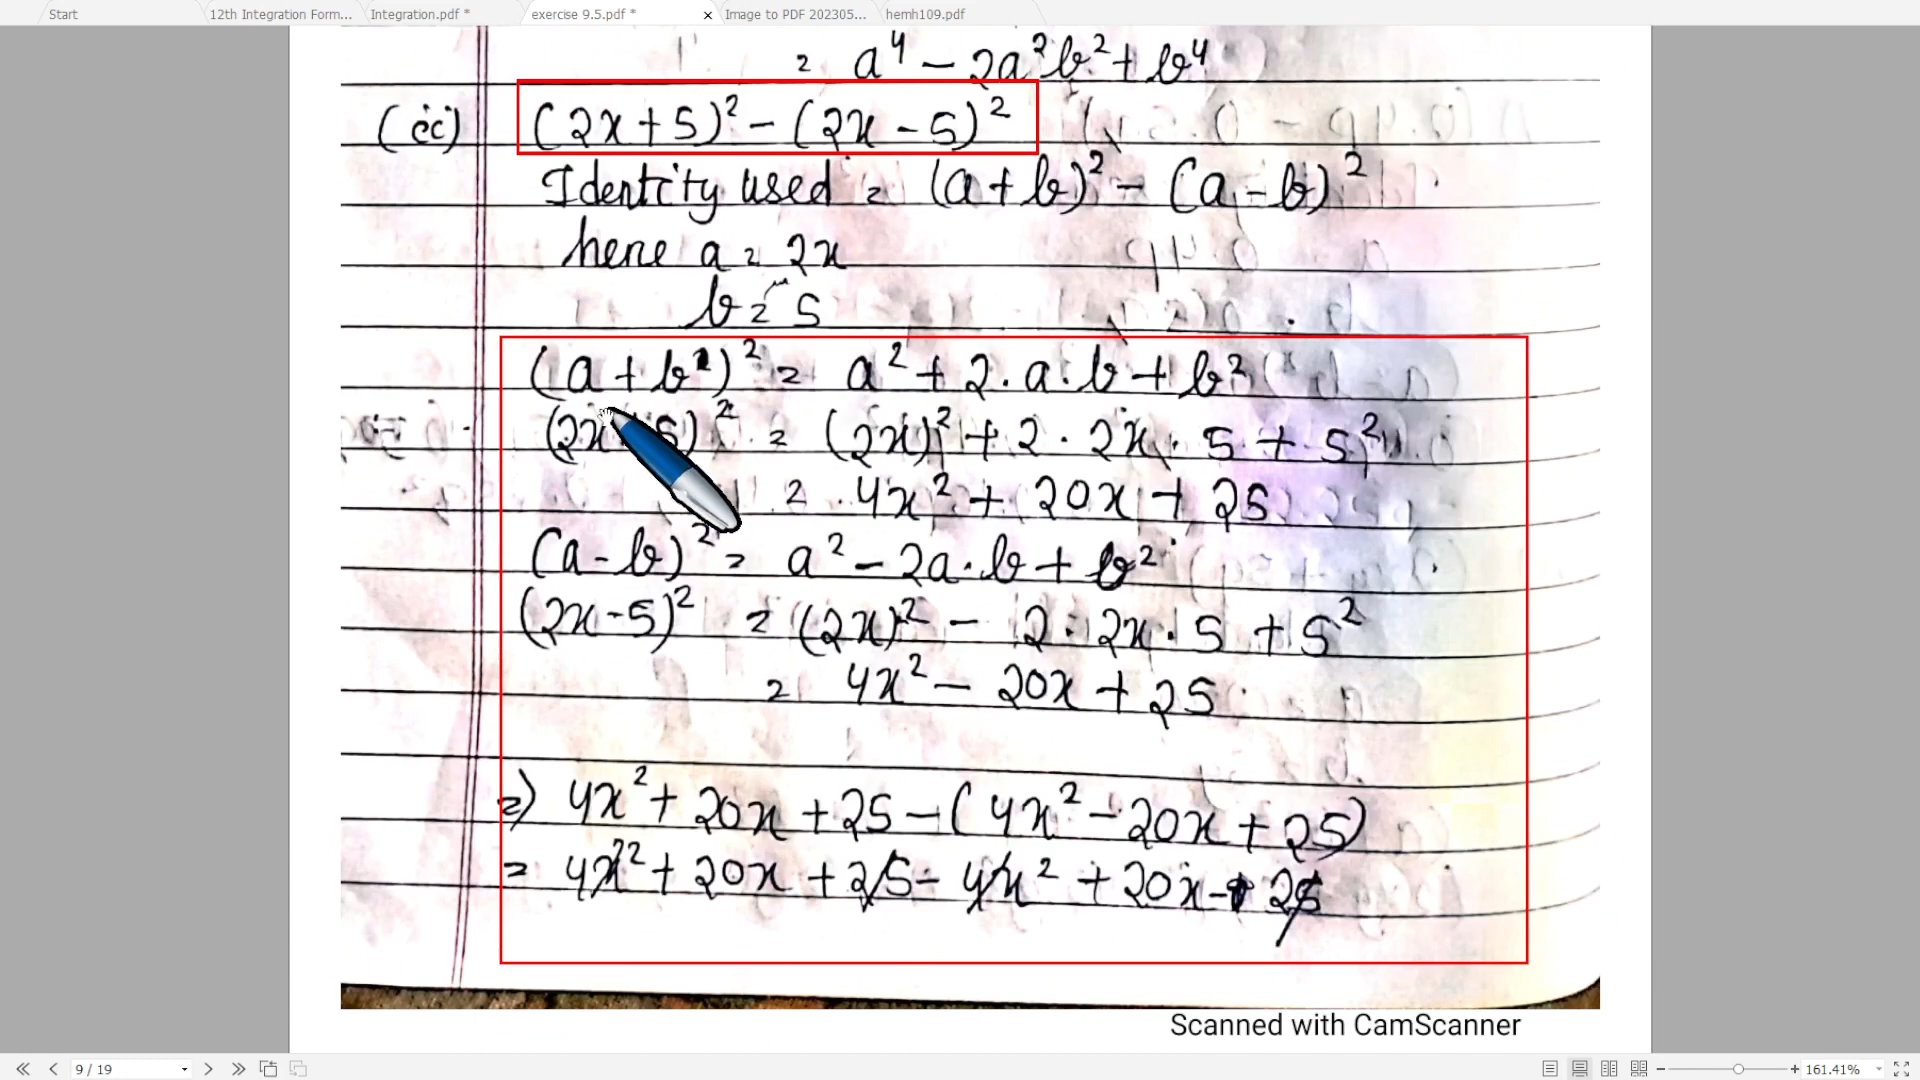 Start 12th Integration Form... Integration.pdf * exercise 9.5.pdf * × Image to PDF 202305... hemh109.pdf
= a⁴ - 2a²b² + b⁴
(ii) (2x+5)² - (2x-5)²
Identity used = (a+b)² - (a-b)²
here a = 2x
b = 5
(a+b)² = a² + 2.a.b + b²
(2x 5)² = (2x)² + 2 . 2x . 5 + 5²
= 4x² + 20x + 25
(a-b)² = a² - 2a.b + b²
(2x-5)² = (2x)² - 2 . 2x . 5 + 5²
= 4x² - 20x + 25
=) 4x² + 20x + 25 - (4x² - 20x + 25)
= 4x² + 20x + 25 - 4x² + 20x - 25
Scanned with CamScanner
9 / 19 161.41%